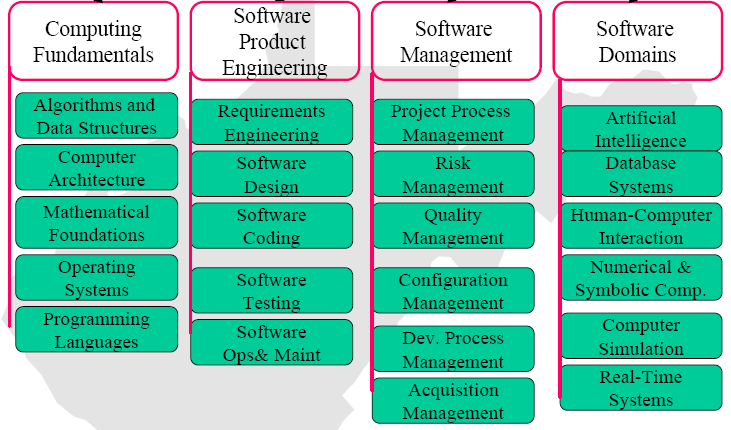 Computing
Fundamentals
Algorithms and
Data Structures
Computer
Architecture
Mathematical
Foundations
Operating
Systems
Programming
Languages
Software
Product
Engineering
Requirements
Engineering
Software
Design
Software
Coding
Software
Testing
Software
Ops& Maint
Software
Management
Project Process
Management
Risk
Management
Quality
Management
Configuration
Management
Dev. Process
Management
Acquisition
Management
Software
Domains
Artificial
Intelligence
Database
Systems
Human-Computer
Interaction
Numerical &
Symbolic Comp.
Computer
Simulation
Real-Time
Systems